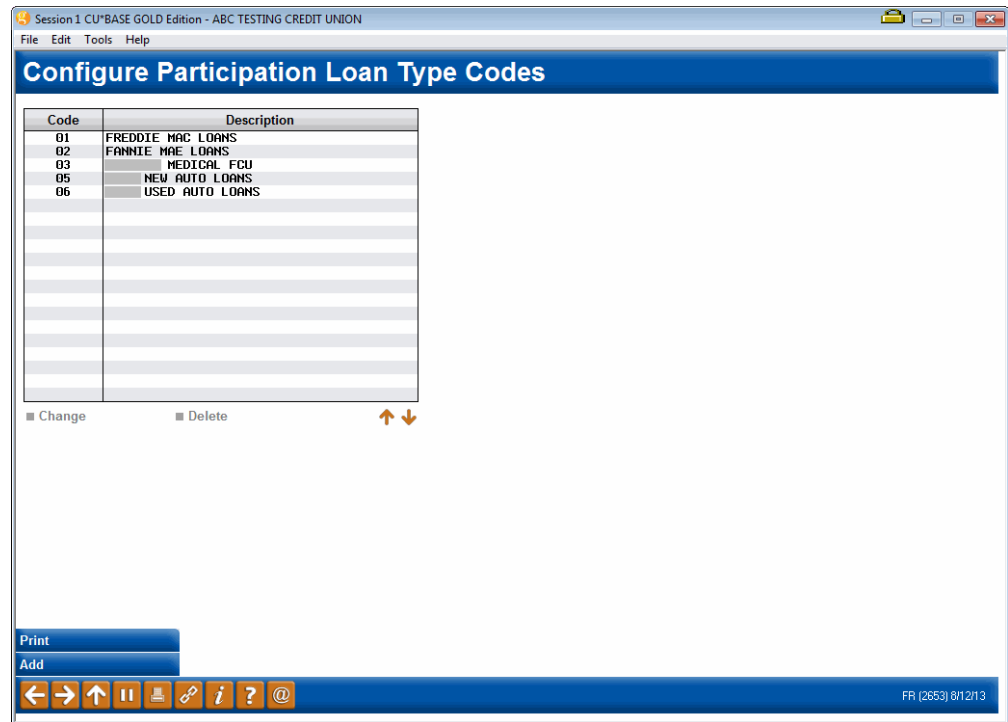 Session 1 CU*BASE GOLD Edition - ABC TESTING CREDIT UNION
File Edit Tools Help
Configure Participation Loan Type Codes
Code Description
01 FREDDIE MAC LOANS
02 FANNIE MAE LOANS
03 MEDICAL FCU
05 NEW AUTO LOANS
06 USED AUTO LOANS
Change Delete
Print
Add
FR (2653) 8/12/13